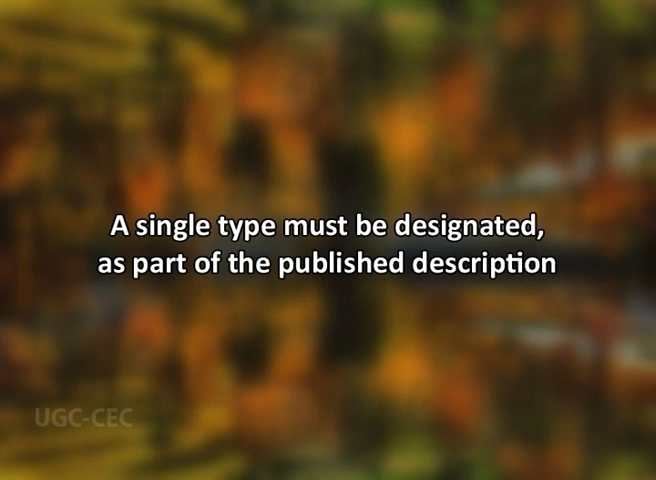 A single type must be designated,
as part of the published description
UGC-CEC